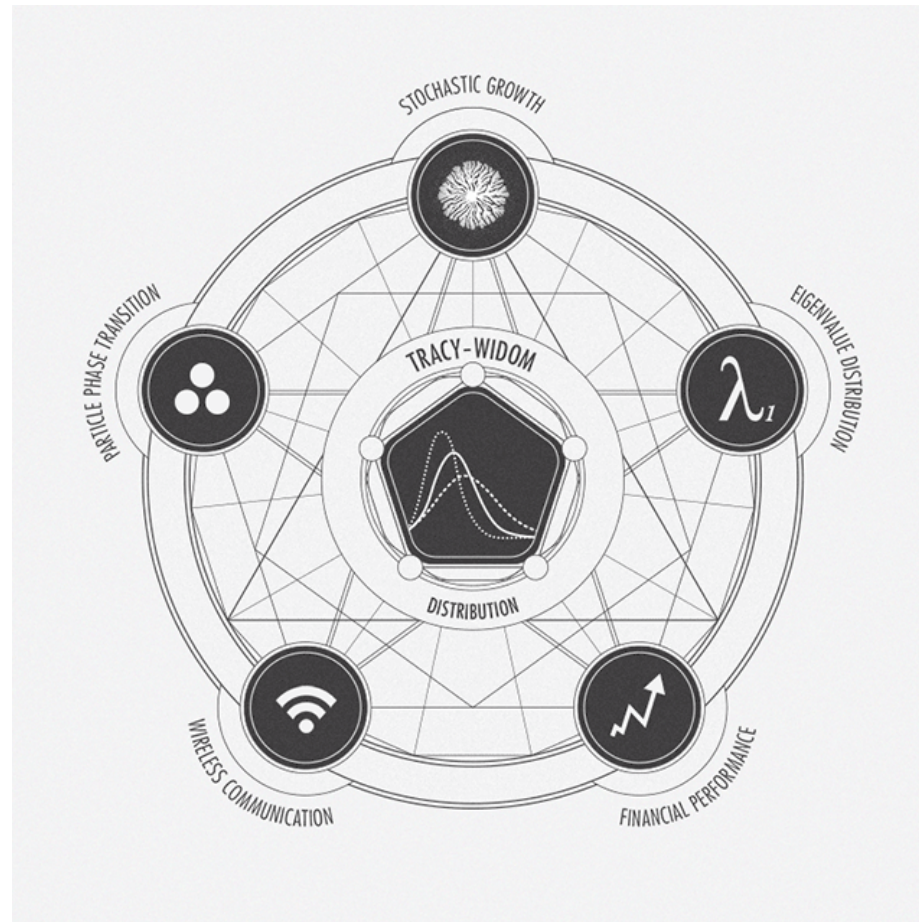 STOCHASTIC GROWTH
PARTICLE PHASE TRANSITION
EIGENVALUE DISTRIBUTION
TRACY-WIDOM
λ1
DISTRIBUTION
WIRELESS COMMUNICATION
FINANCIAL PERFORMANCE